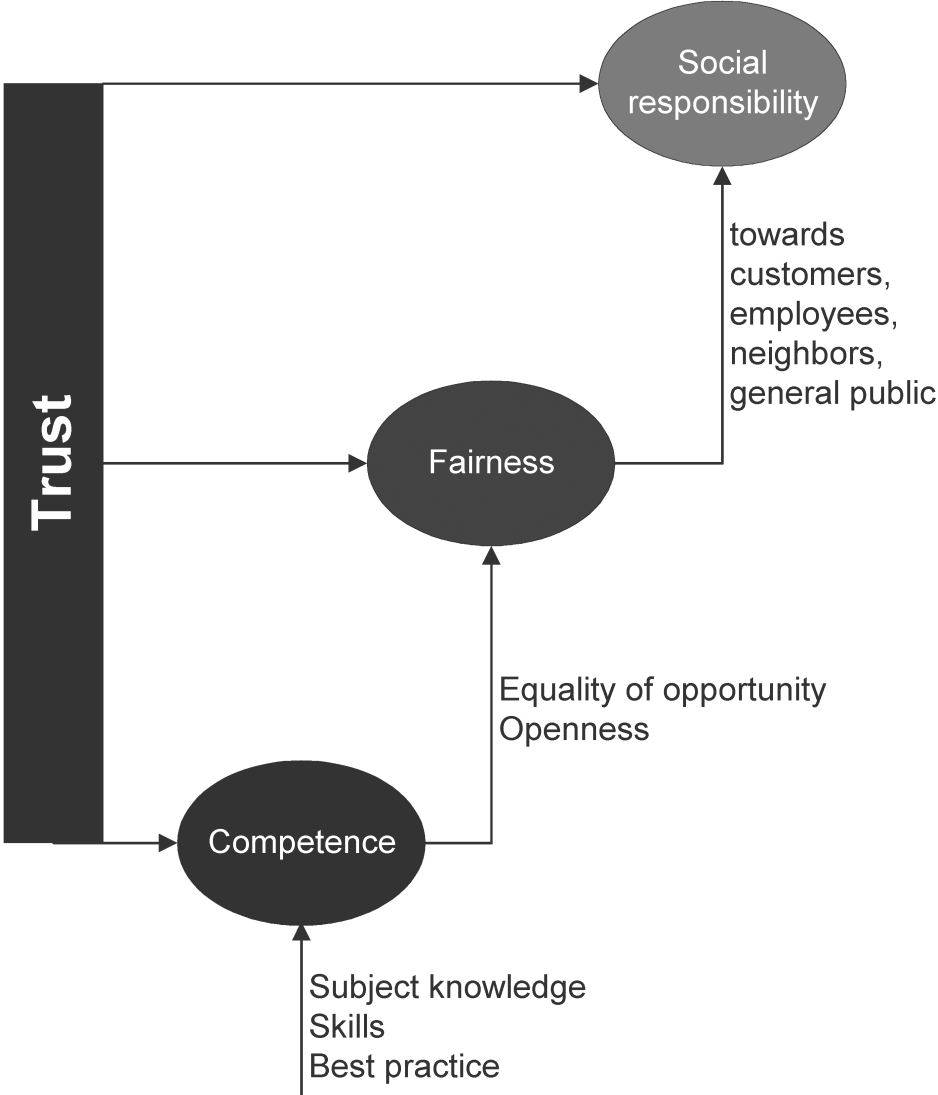 Social
responsibility
towards
customers,
employees,
neighbors,
general public
Trust
Fairness
Equality of opportunity
Openness
Competence
Subject knowledge
Skills
Best practice